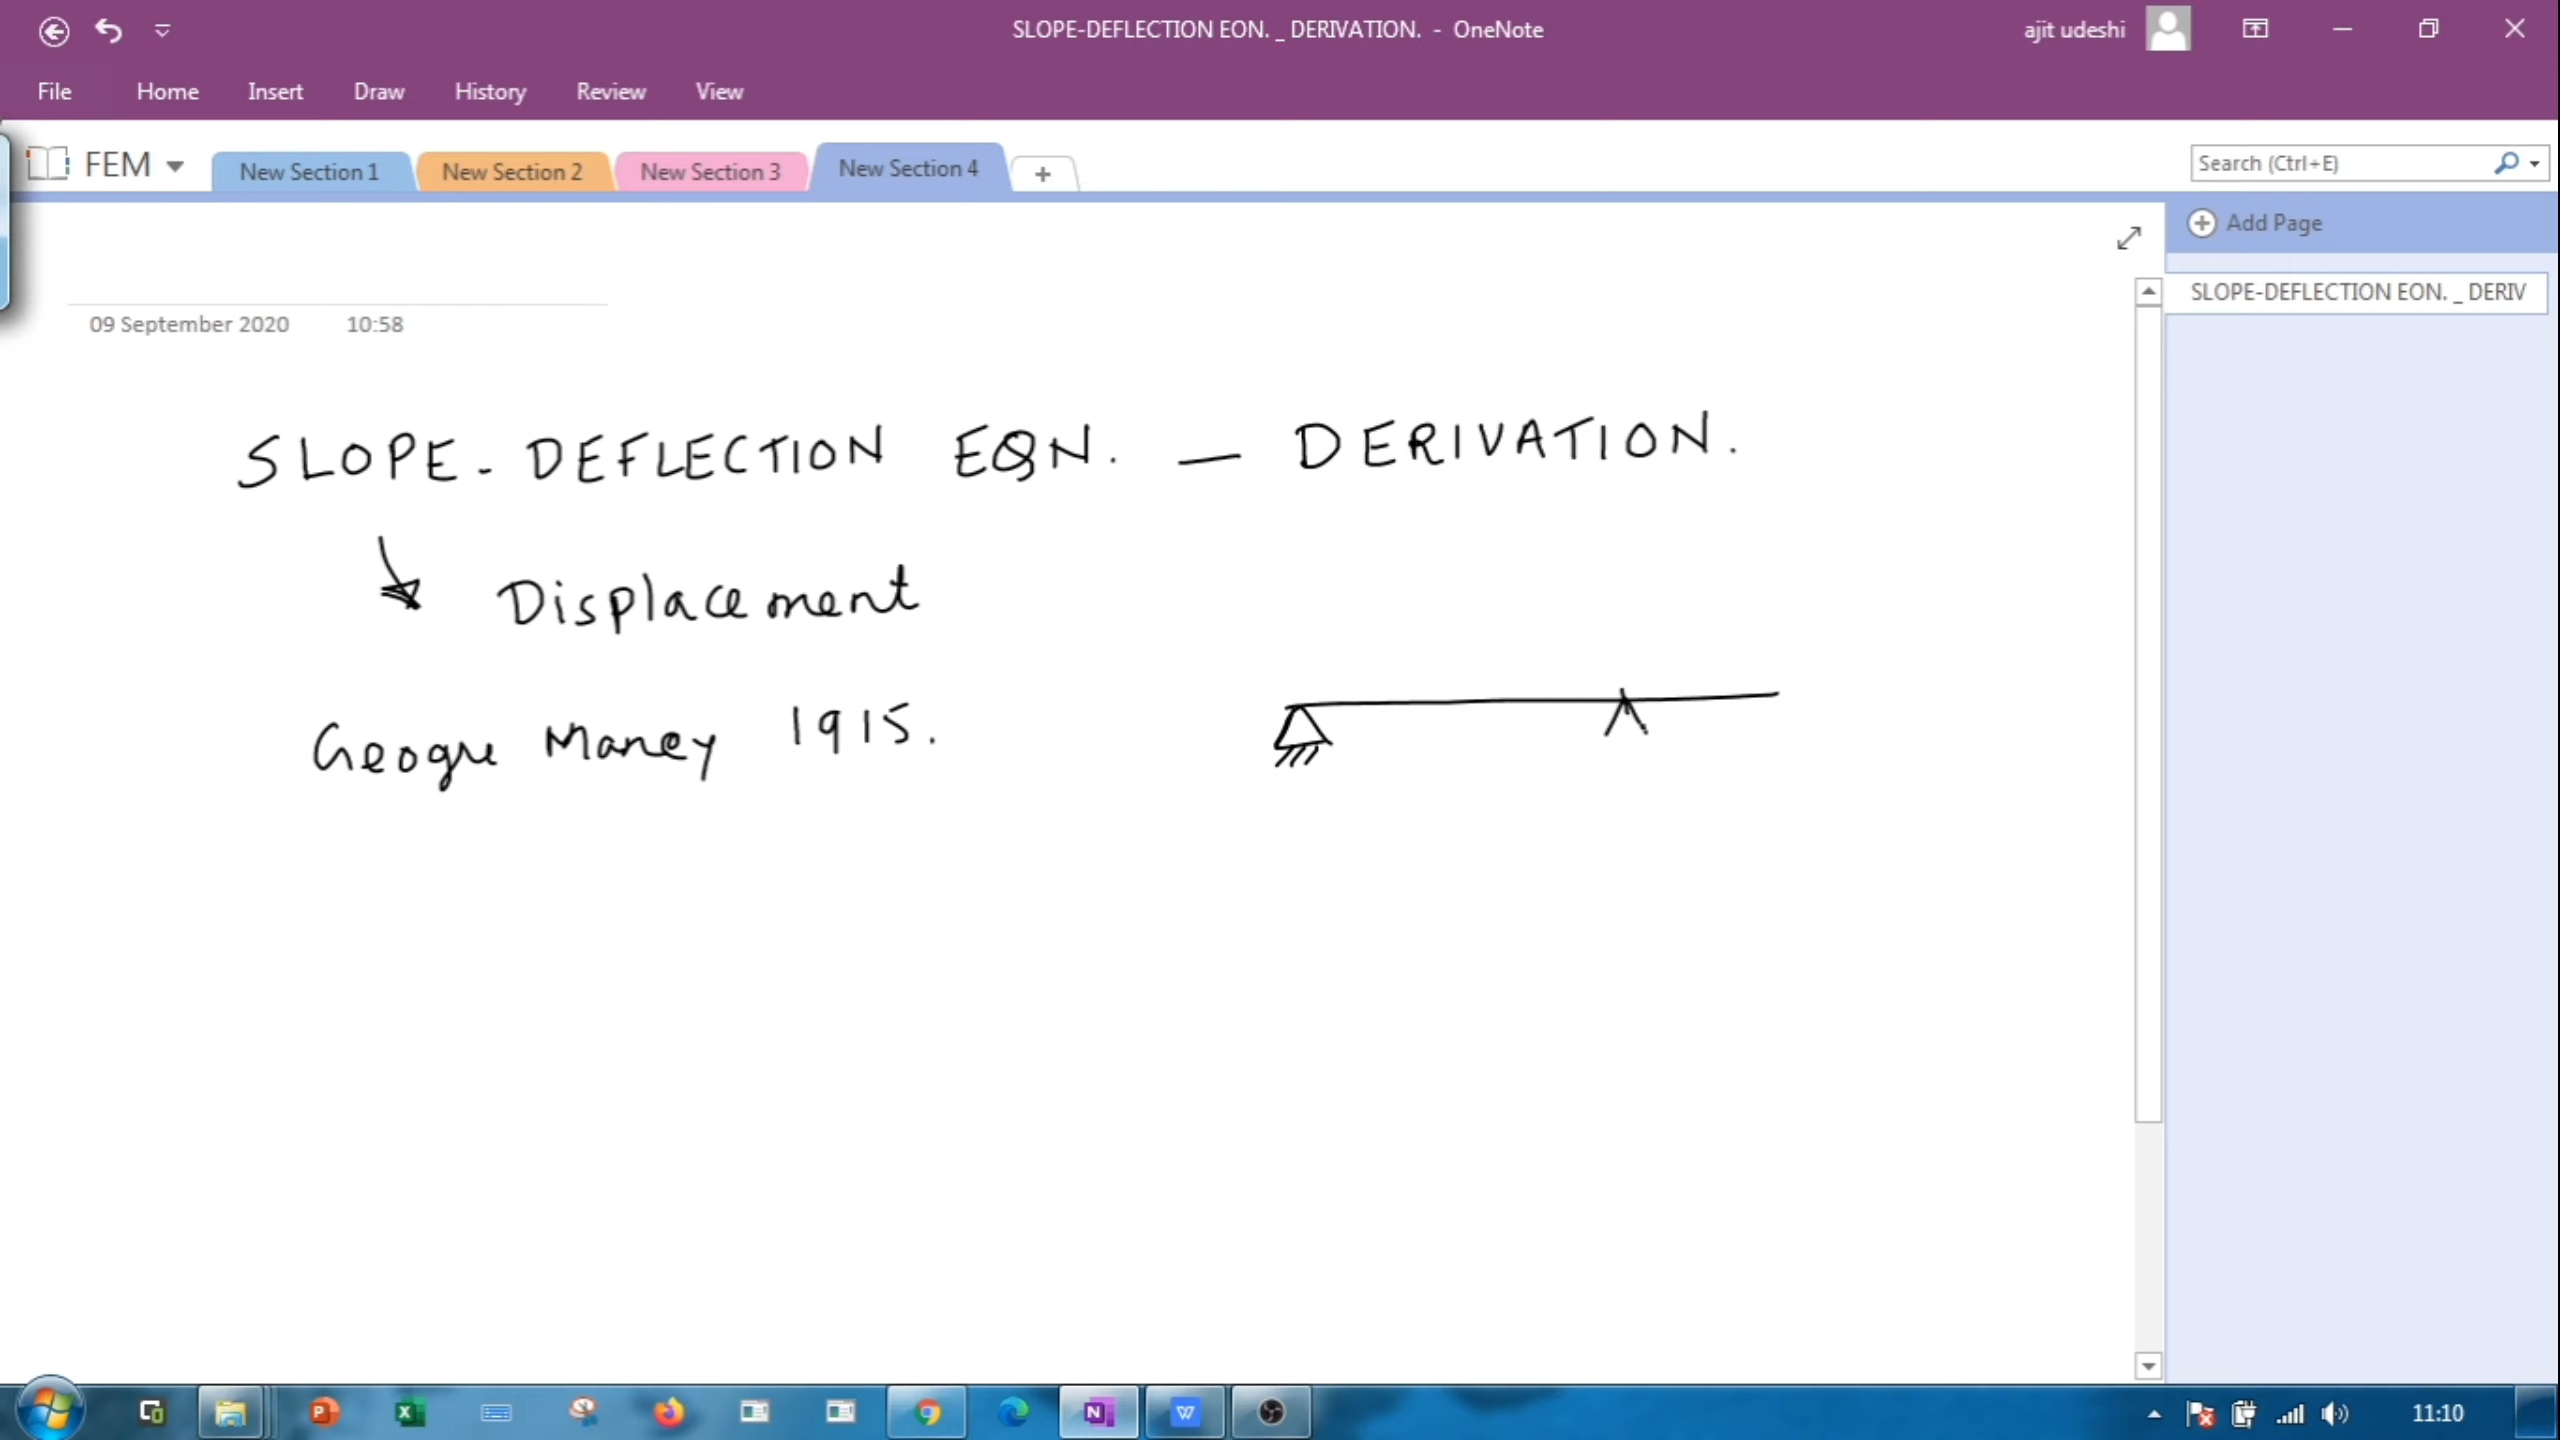 SLOPE-DEFLECTION EON. _ DERIVATION. - OneNote
ajit udeshi
File Home Insert Draw History Review View
FEM New Section 1 New Section 2 New Section 3 New Section 4 +
Search (Ctrl+E)
Add Page
SLOPE-DEFLECTION EON. _ DERIV
09 September 2020 10:58
SLOPE - DEFLECTION EQN. — DERIVATION.
Displacement
Geogre Maney 1915.
11:10